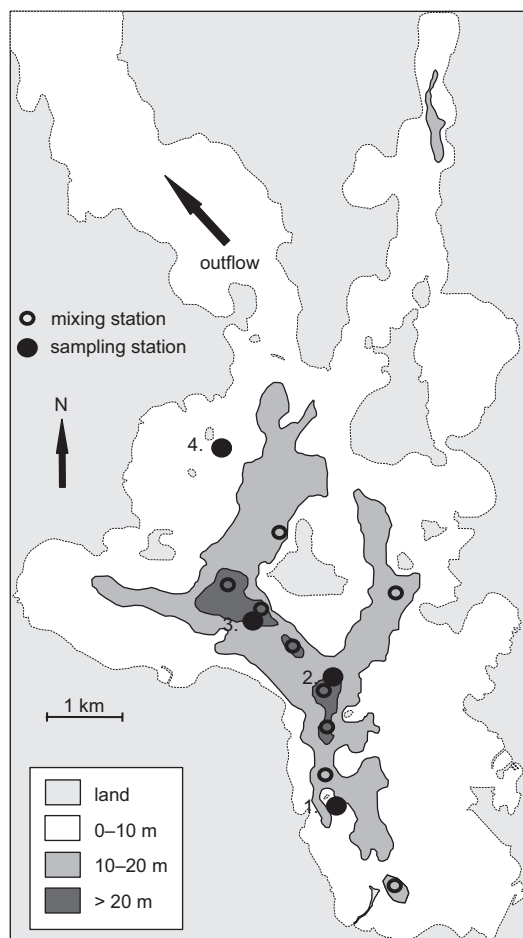 outflow
mixing station
sampling station
N
4.
3.
2.
1 km
1.
land
0–10 m
10–20 m
> 20 m